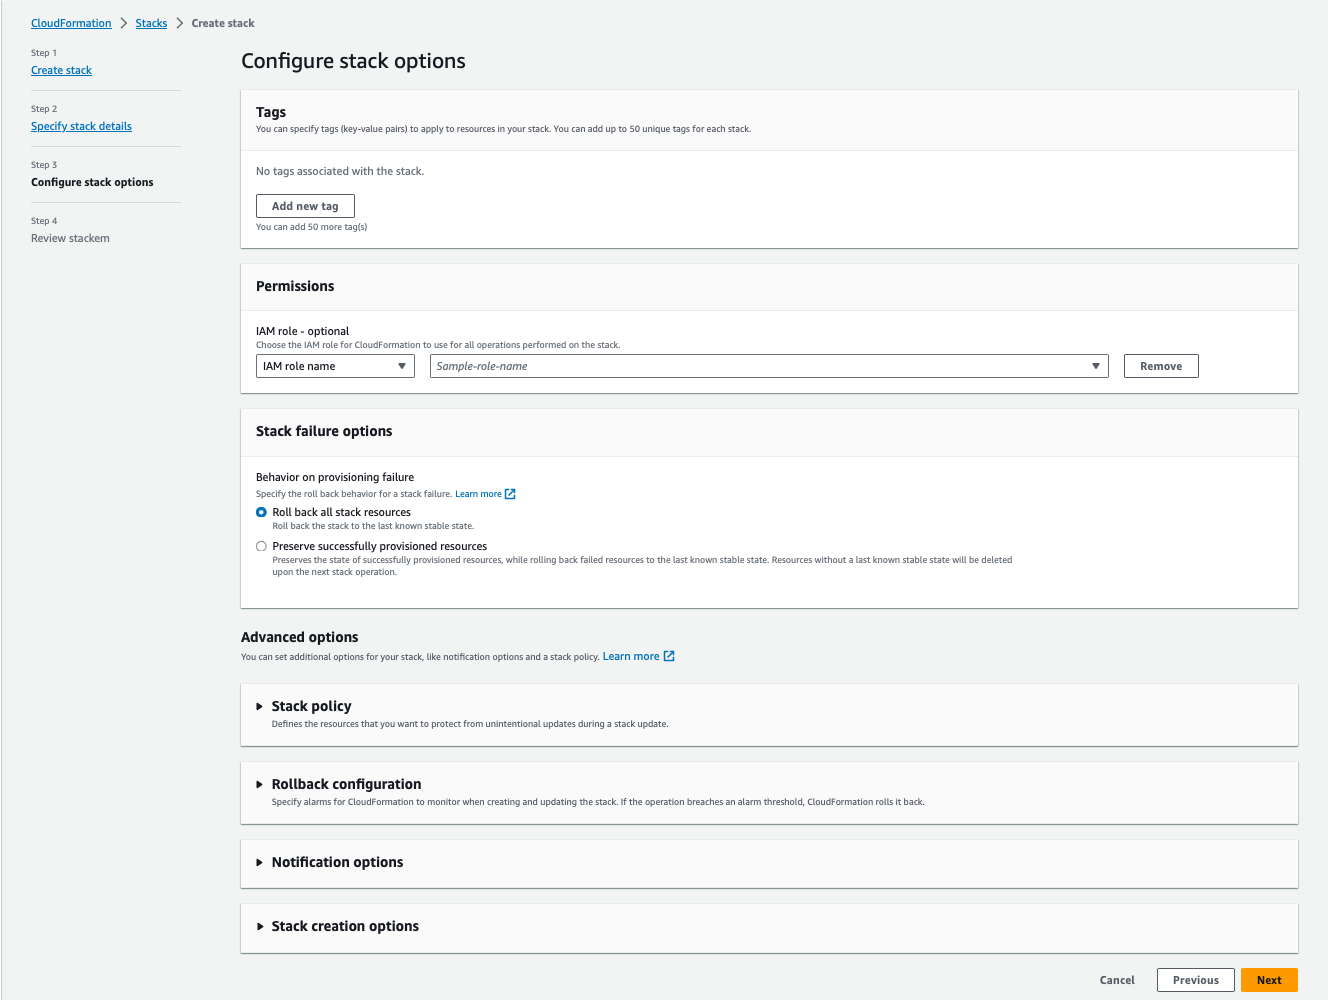 CloudFormation > Stacks > Create stack
Step 1
Create stack
Step 2
Specify stack details
Step 3
Configure stack options
Step 4
Review stackem
Configure stack options
Tags
You can specify tags (key-value pairs) to apply to resources in your stack. You can add up to 50 unique tags for each stack.
No tags associated with the stack.
Add new tag
You can add 50 more tag(s)
Permissions
IAM role - optional
Choose the IAM role for CloudFormation to use for all operations performed on the stack.
IAM role name Sample-role-name Remove
Stack failure options
Behavior on provisioning failure
Specify the roll back behavior for a stack failure. Learn more
Roll back all stack resources
Roll back the stack to the last known stable state.
Preserve successfully provisioned resources
Preserves the state of successfully provisioned resources, while rolling back failed resources to the last known stable state. Resources without a last known stable state will be deleted
upon the next stack operation.
Advanced options
You can set additional options for your stack, like notification options and a stack policy. Learn more
Stack policy
Defines the resources that you want to protect from unintentional updates during a stack update.
Rollback configuration
Specify alarms for CloudFormation to monitor when creating and updating the stack. If the operation breaches an alarm threshold, CloudFormation rolls it back.
Notification options
Stack creation options
Cancel Previous Next